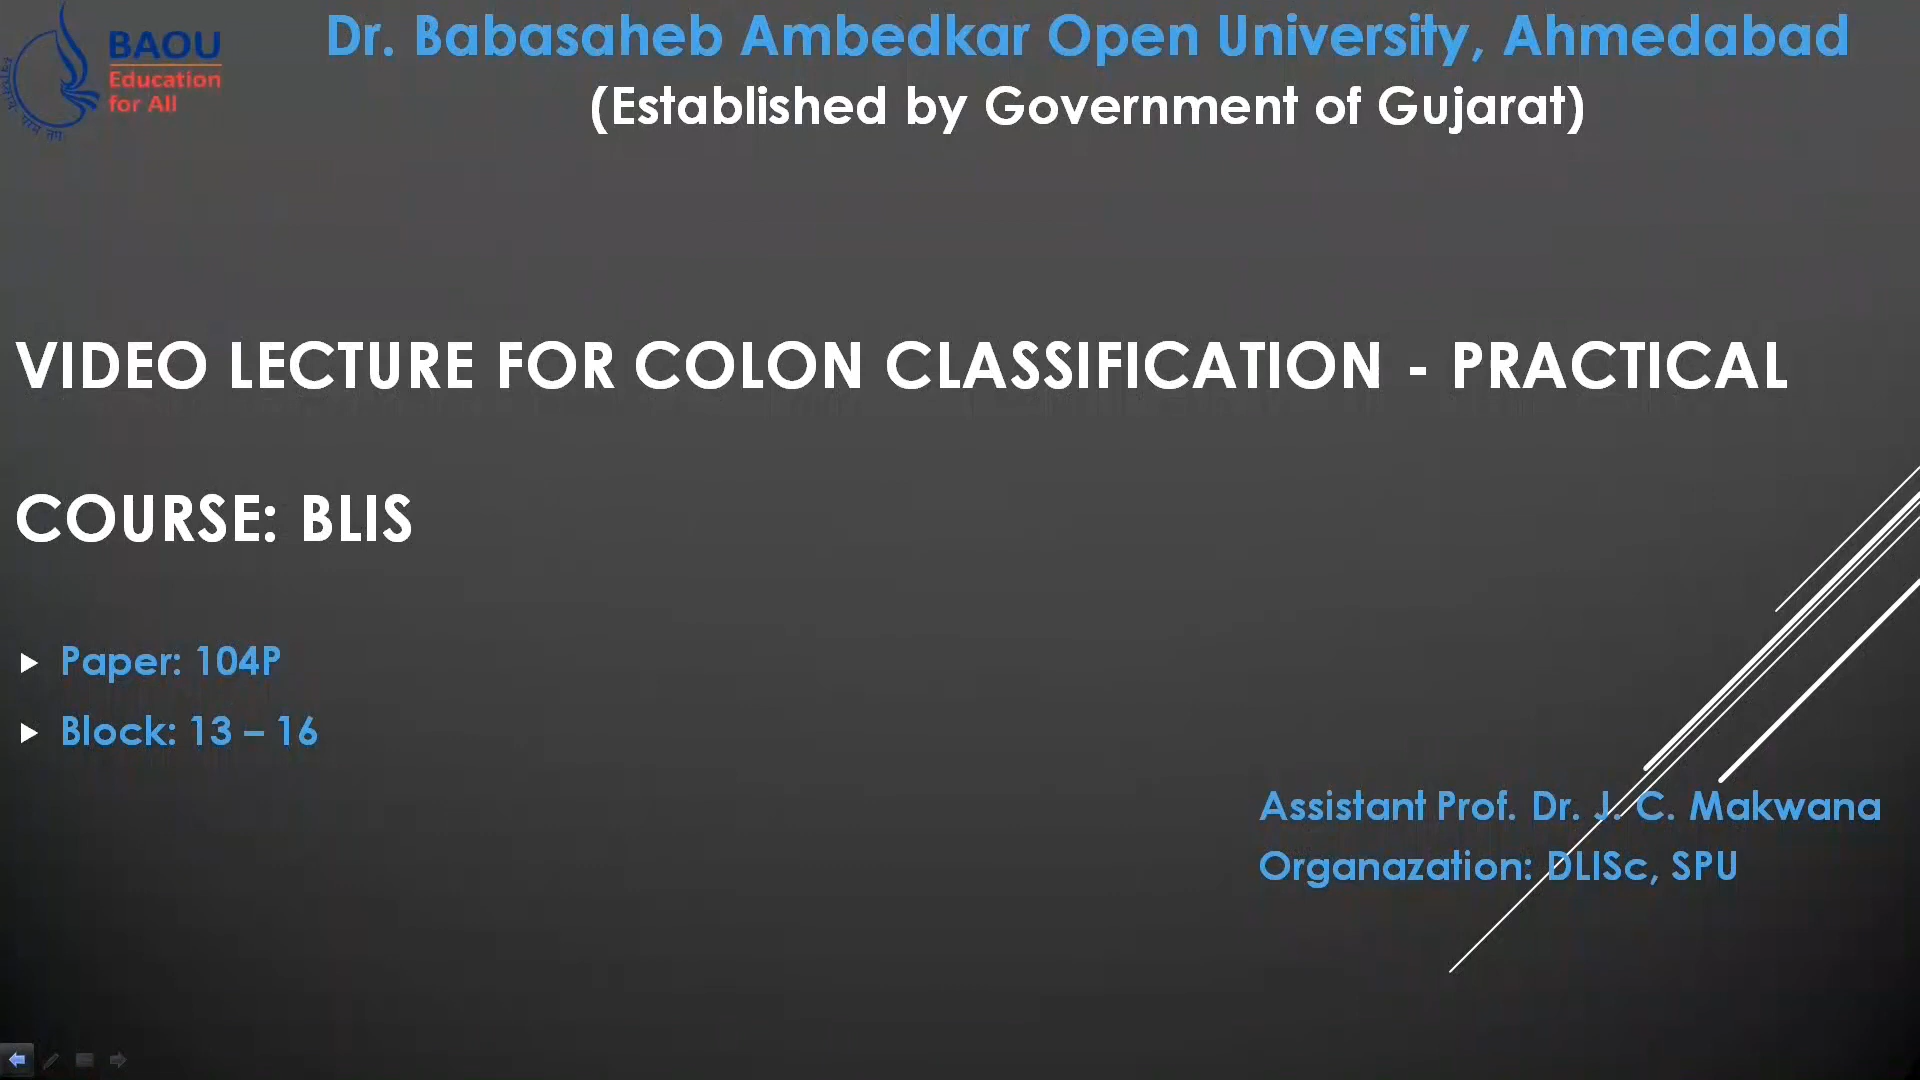 BAOU
Education
for All
Dr. Babasaheb Ambedkar Open University, Ahmedabad
(Established by Government of Gujarat)
VIDEO LECTURE FOR COLON CLASSIFICATION - PRACTICAL
COURSE: BLIS
Paper: 104P
Block: 13 – 16
Assistant Prof. Dr. J. C. Makwana
Organazation: DLISc, SPU